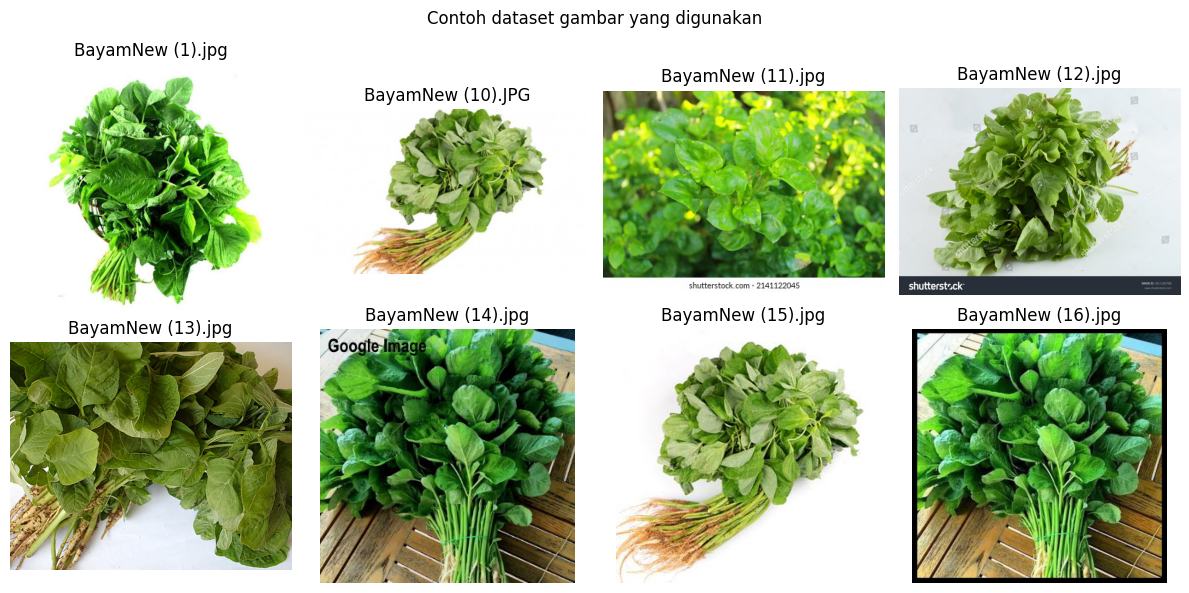 Contoh dataset gambar yang digunakan
BayamNew (1).jpg
BayamNew (10).JPG
BayamNew (11).jpg
BayamNew (12).jpg
shutterstock.com · 2141122045
shutterstock
BayamNew (13).jpg
BayamNew (14).jpg
BayamNew (15).jpg
BayamNew (16).jpg
Google Image